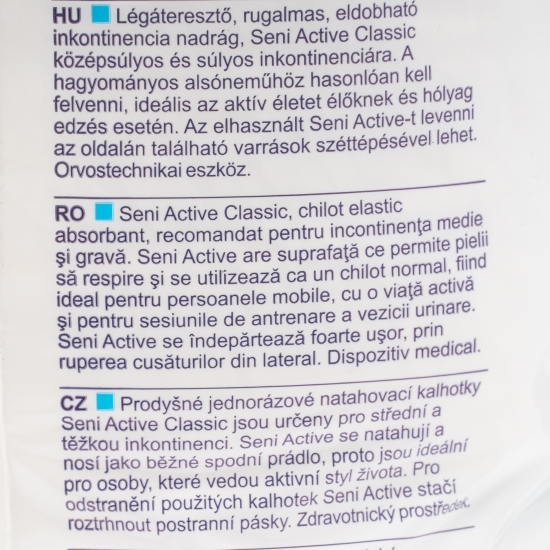 HU Légáteresztő, rugalmas, eldobható
inkontinencia nadrág, Seni Active Classic
középsúlyos és súlyos inkontinenciára. A
hagyományos alsóneműhöz hasonlóan kell
felvenni, ideális az aktív életet élőknek és hólyag
edzés esetén. Az elhasznált Seni Active-t levenni
az oldalán található varrások széttépésével lehet.
Orvostechnikai eszköz.
RO Seni Active Classic, chilot elastic
absorbant, recomandat pentru incontinenţa medie
şi gravă. Seni Active are suprafaţă ce permite pielii
să respire şi se utilizează ca un chilot normal, fiind
ideal pentru persoanele mobile, cu o viaţă activă
şi pentru sesiunile de antrenare a vezicii urinare.
Seni Active se îndepărtează foarte uşor, prin
ruperea cusăturilor din lateral. Dispozitiv medical.
CZ Prodyšné jednorázové natahovací kalhotky
Seni Active Classic jsou určeny pro střední a
těžkou inkontinenci. Seni Active se natahují a
nosí jako běžné spodní prádlo, proto jsou ideální
pro osoby, které vedou aktivní styl života. Pro
odstranění použitých kalhotek Seni Active stačí
roztrhnout postranní pásky. Zdravotnický prostředek.